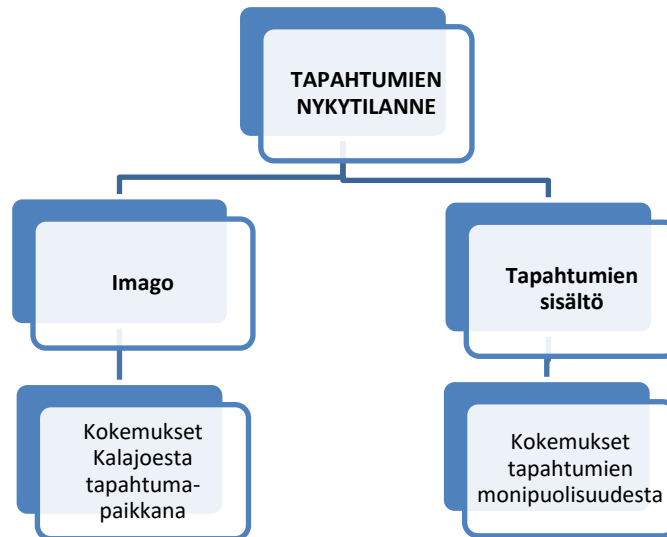 TAPAHTUMIEN
NYKYTILANNE
Imago
Tapahtumien
sisältö
Kokemukset
Kalajoesta
tapahtuma-
paikkana
Kokemukset
tapahtumien
monipuolisuudesta